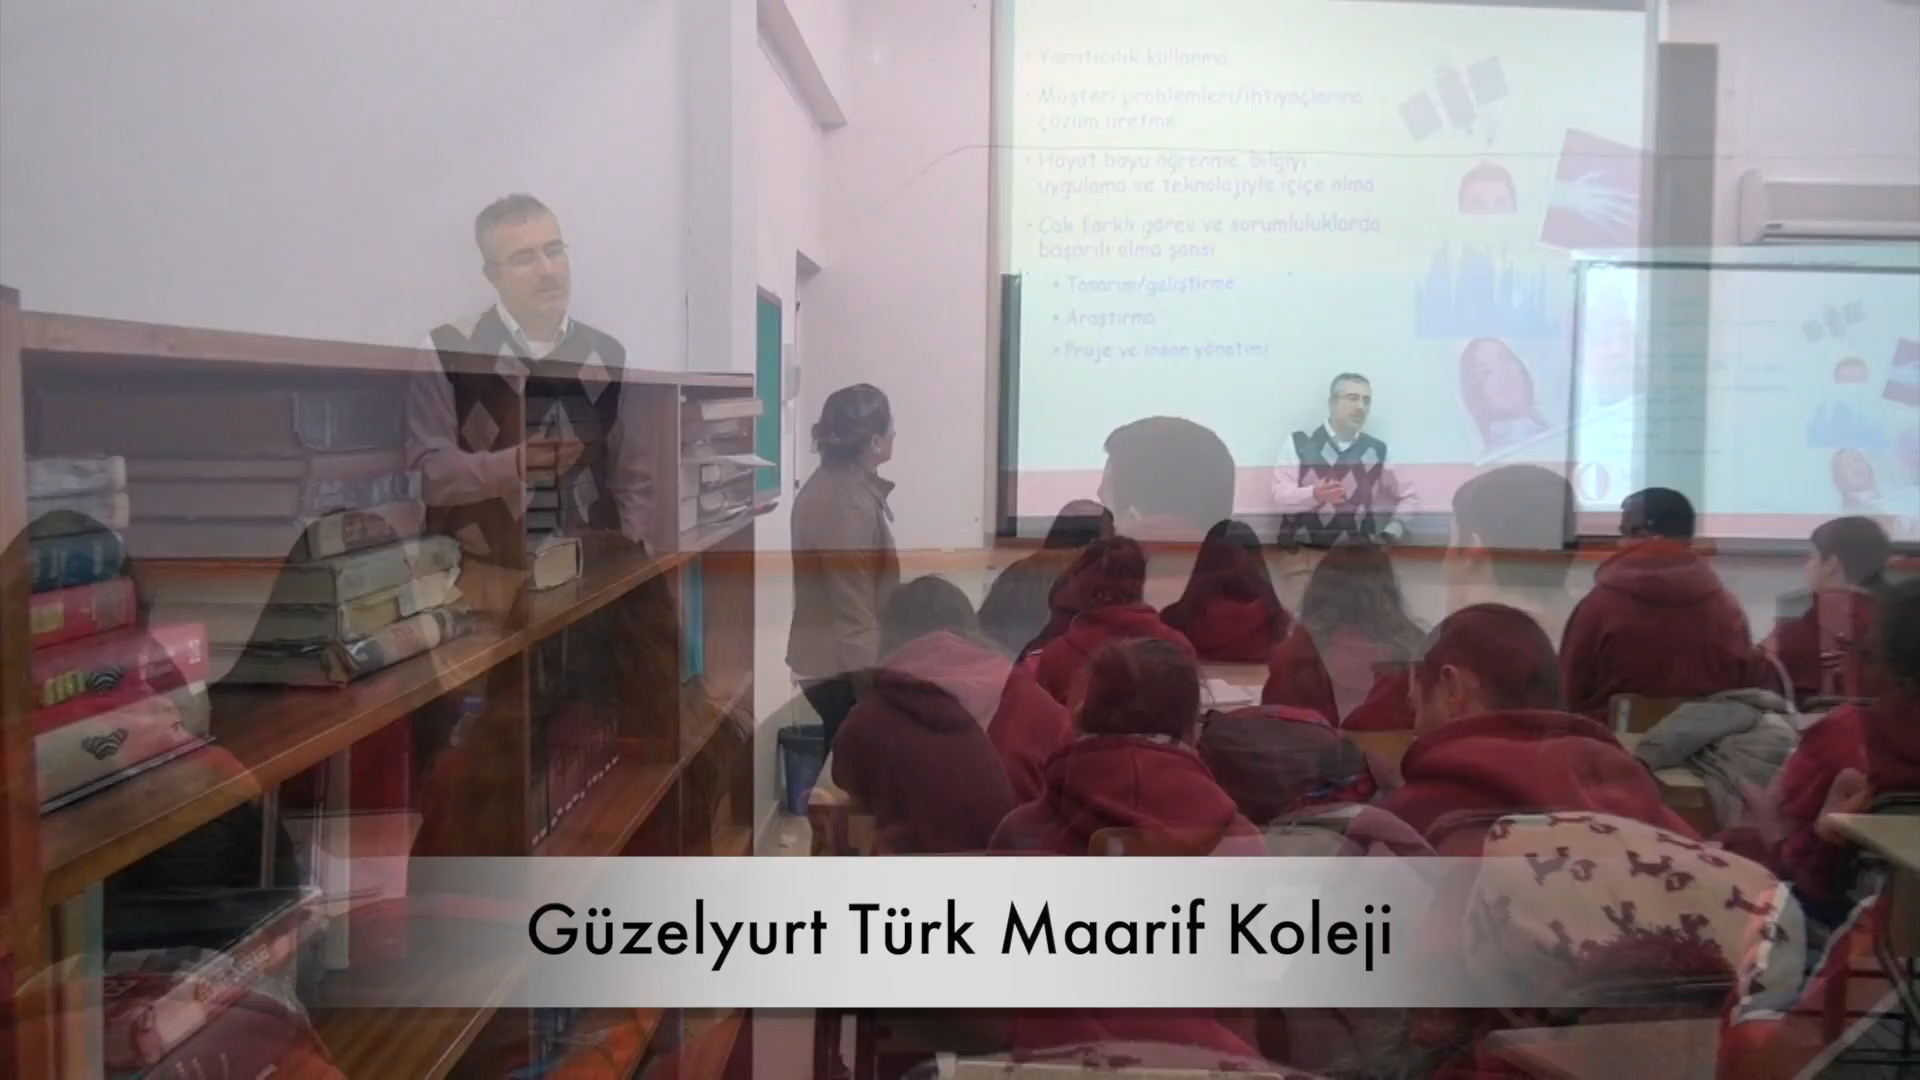 • Yaratıcılık kullanma
• Müşteri problemleri/ihtiyaçlarına
çözüm üretme
• Hayat boyu öğrenme bilgiyi
uygulama ve teknolojiyle içiçe olma
• Çok farklı görev ve sorumluluklarda
başarılı olma şansı
• Tasarım/geliştirme
• Araştırma
• Proje ve insan yönetimi
Güzelyurt Türk Maarif Koleji